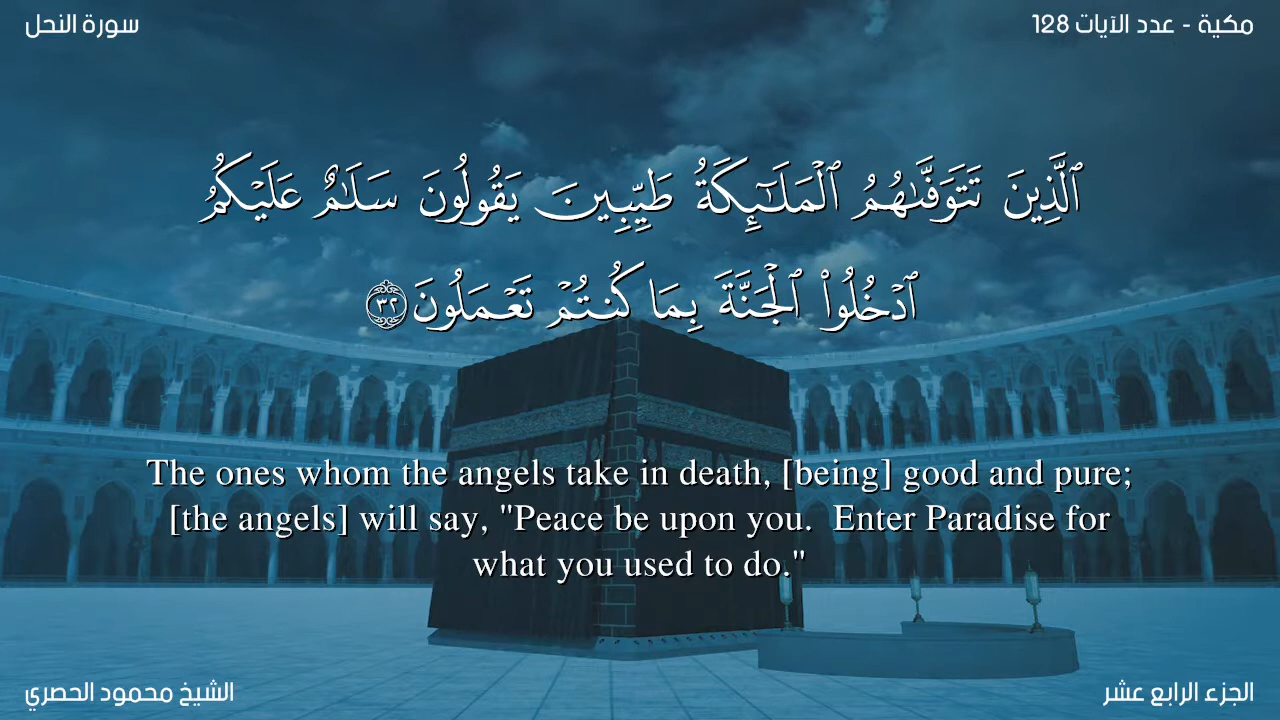 سورة النحل
مكية - عدد الآيات 128
ٱلَّذِينَ تَتَوَفَّىٰهُمُ ٱلْمَلَـٰٓئِكَةُ طَيِّبِينَ يَقُولُونَ سَلَـٰمٌ عَلَيْكُمُ
ٱدْخُلُوا۟ ٱلْجَنَّةَ بِمَا كُنتُمْ تَعْمَلُونَ ٣٢
The ones whom the angels take in death, [being] good and pure;
[the angels] will say, "Peace be upon you.  Enter Paradise for
what you used to do."
الشيخ محمود الحصري
الجزء الرابع عشر